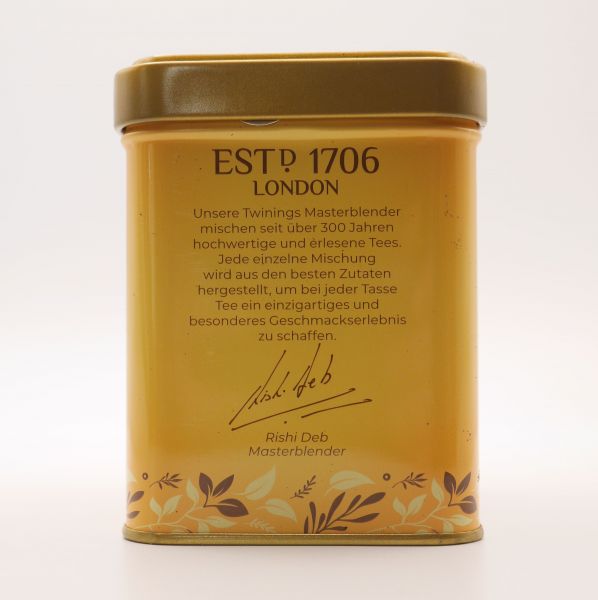 ESTD 1706
LONDON
Unsere Twinings Masterblender
mischen seit über 300 Jahren
hochwertige und erlesene Tees.
Jede einzelne Mischung
wird aus den besten Zutaten
hergestellt, um bei jeder Tasse
Tee ein einzigartiges und
besonderes Geschmackserlebnis
zu schaffen.
Rishi Deb
Rishi Deb
Masterblender